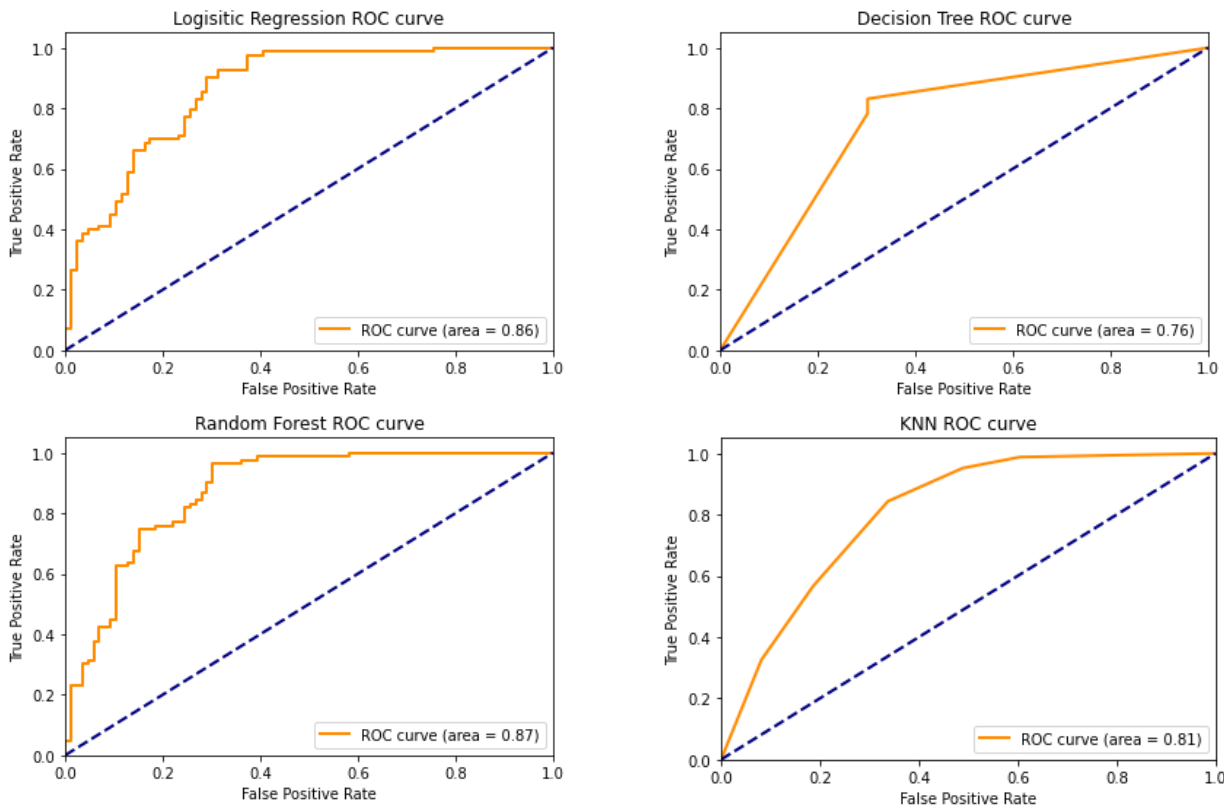 Logisitic Regression ROC curve
1.0
0.8
0.6
0.4
0.2
0.0
True Positive Rate
ROC curve (area = 0.86)
0.0 0.2 0.4 0.6 0.8 1.0
False Positive Rate
Decision Tree ROC curve
1.0
0.8
0.6
0.4
0.2
0.0
True Positive Rate
ROC curve (area = 0.76)
0.0 0.2 0.4 0.6 0.8 1.0
False Positive Rate
Random Forest ROC curve
1.0
0.8
0.6
0.4
0.2
0.0
True Positive Rate
ROC curve (area = 0.87)
0.0 0.2 0.4 0.6 0.8 1.0
False Positive Rate
KNN ROC curve
1.0
0.8
0.6
0.4
0.2
0.0
True Positive Rate
ROC curve (area = 0.81)
0.0 0.2 0.4 0.6 0.8 1.0
False Positive Rate